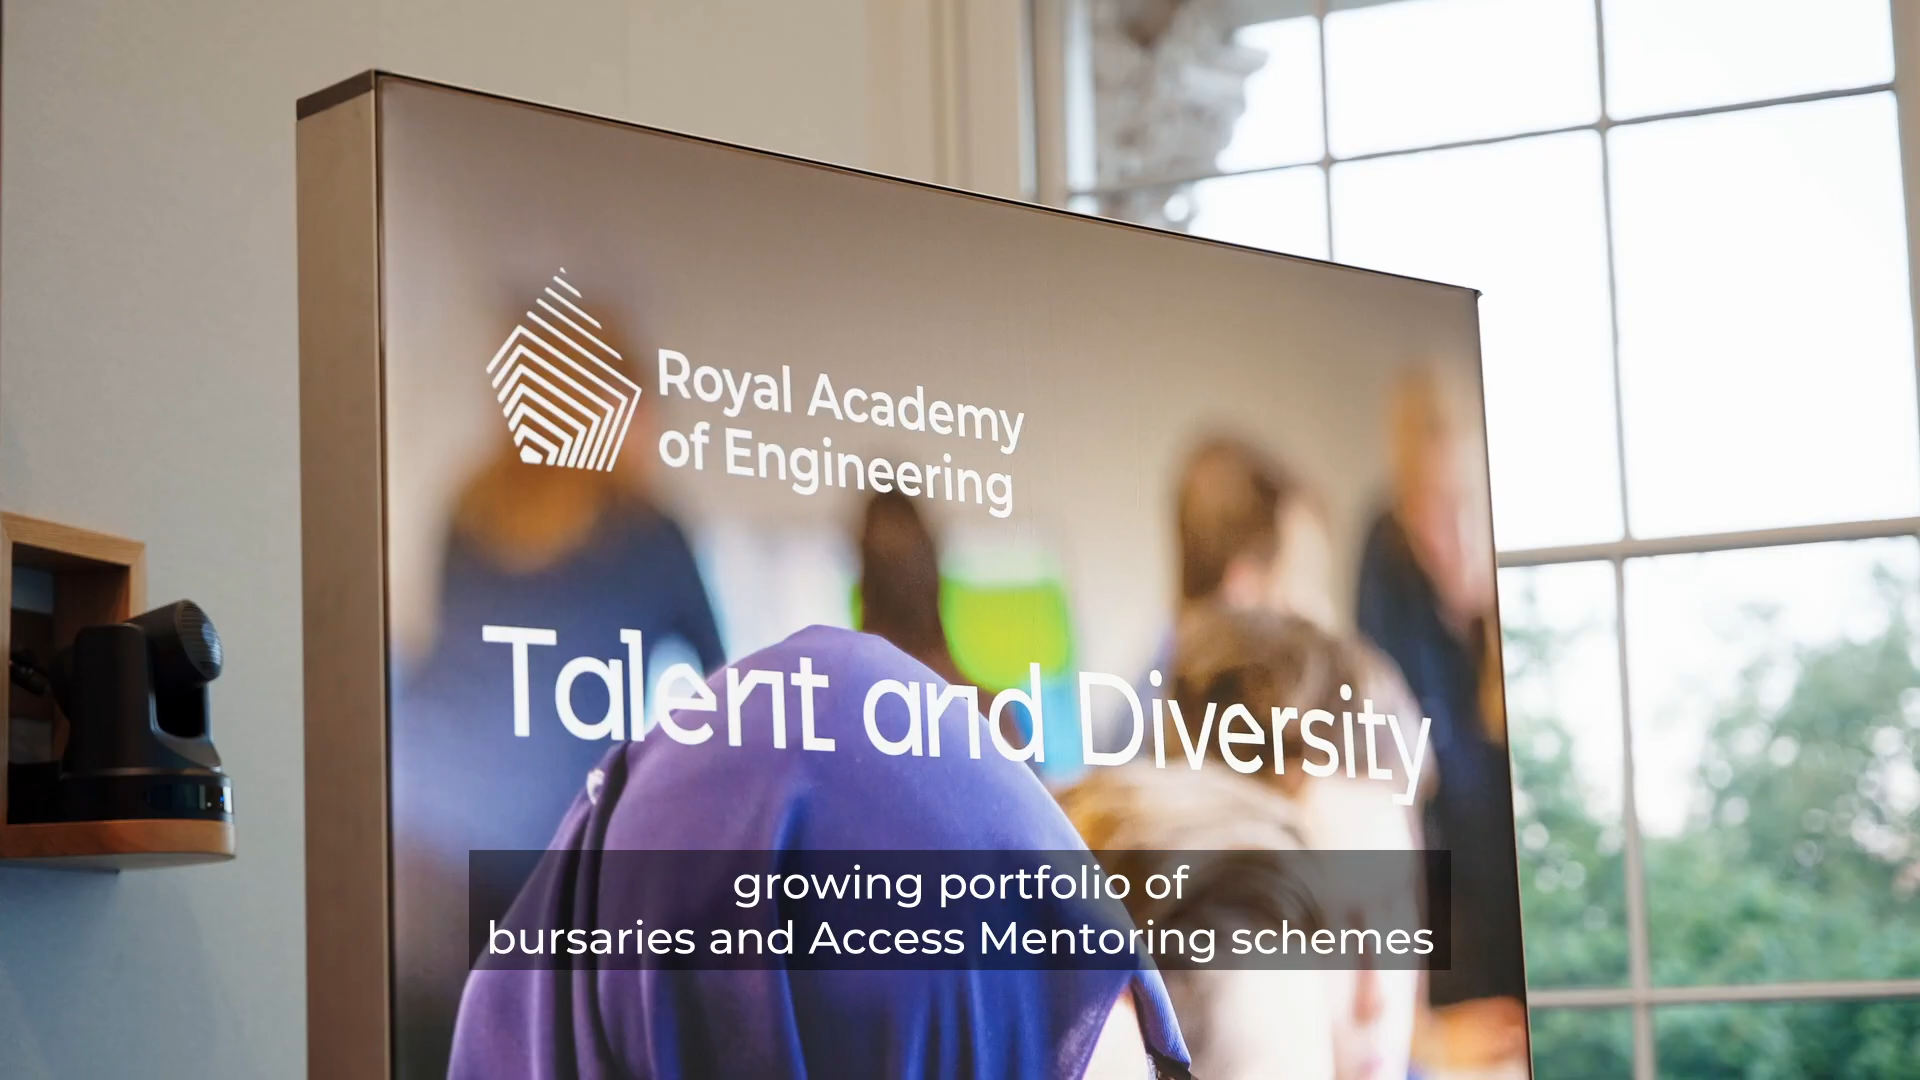 Royal Academy
of Engineering
Talent and Diversity
growing portfolio of
bursaries and Access Mentoring schemes